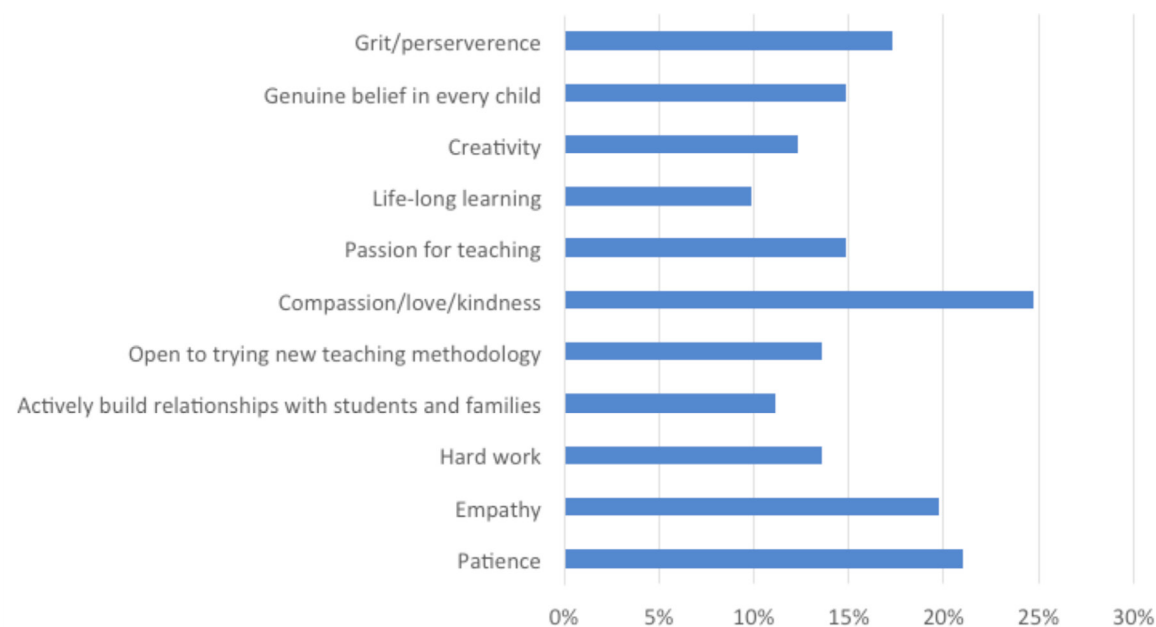 Grit/perserverence
Genuine belief in every child
Creativity
Life-long learning
Passion for teaching
Compassion/love/kindness
Open to trying new teaching methodology
Actively build relationships with students and families
Hard work
Empathy
Patience
0% 5% 10% 15% 20% 25% 30%